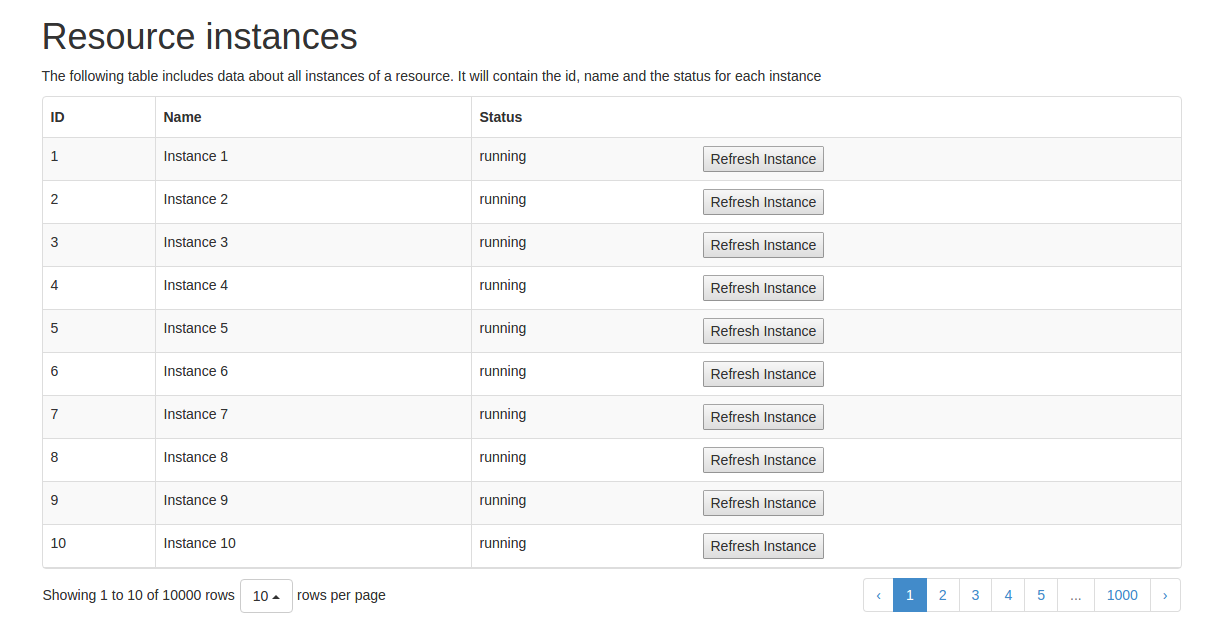 Resource instances
The following table includes data about all instances of a resource. It will contain the id, name and the status for each instance
ID Name Status
1 Instance 1 running Refresh Instance
2 Instance 2 running Refresh Instance
3 Instance 3 running Refresh Instance
4 Instance 4 running Refresh Instance
5 Instance 5 running Refresh Instance
6 Instance 6 running Refresh Instance
7 Instance 7 running Refresh Instance
8 Instance 8 running Refresh Instance
9 Instance 9 running Refresh Instance
10 Instance 10 running Refresh Instance
Showing 1 to 10 of 10000 rows 10 rows per page ‹ 1 2 3 4 5 ... 1000 ›